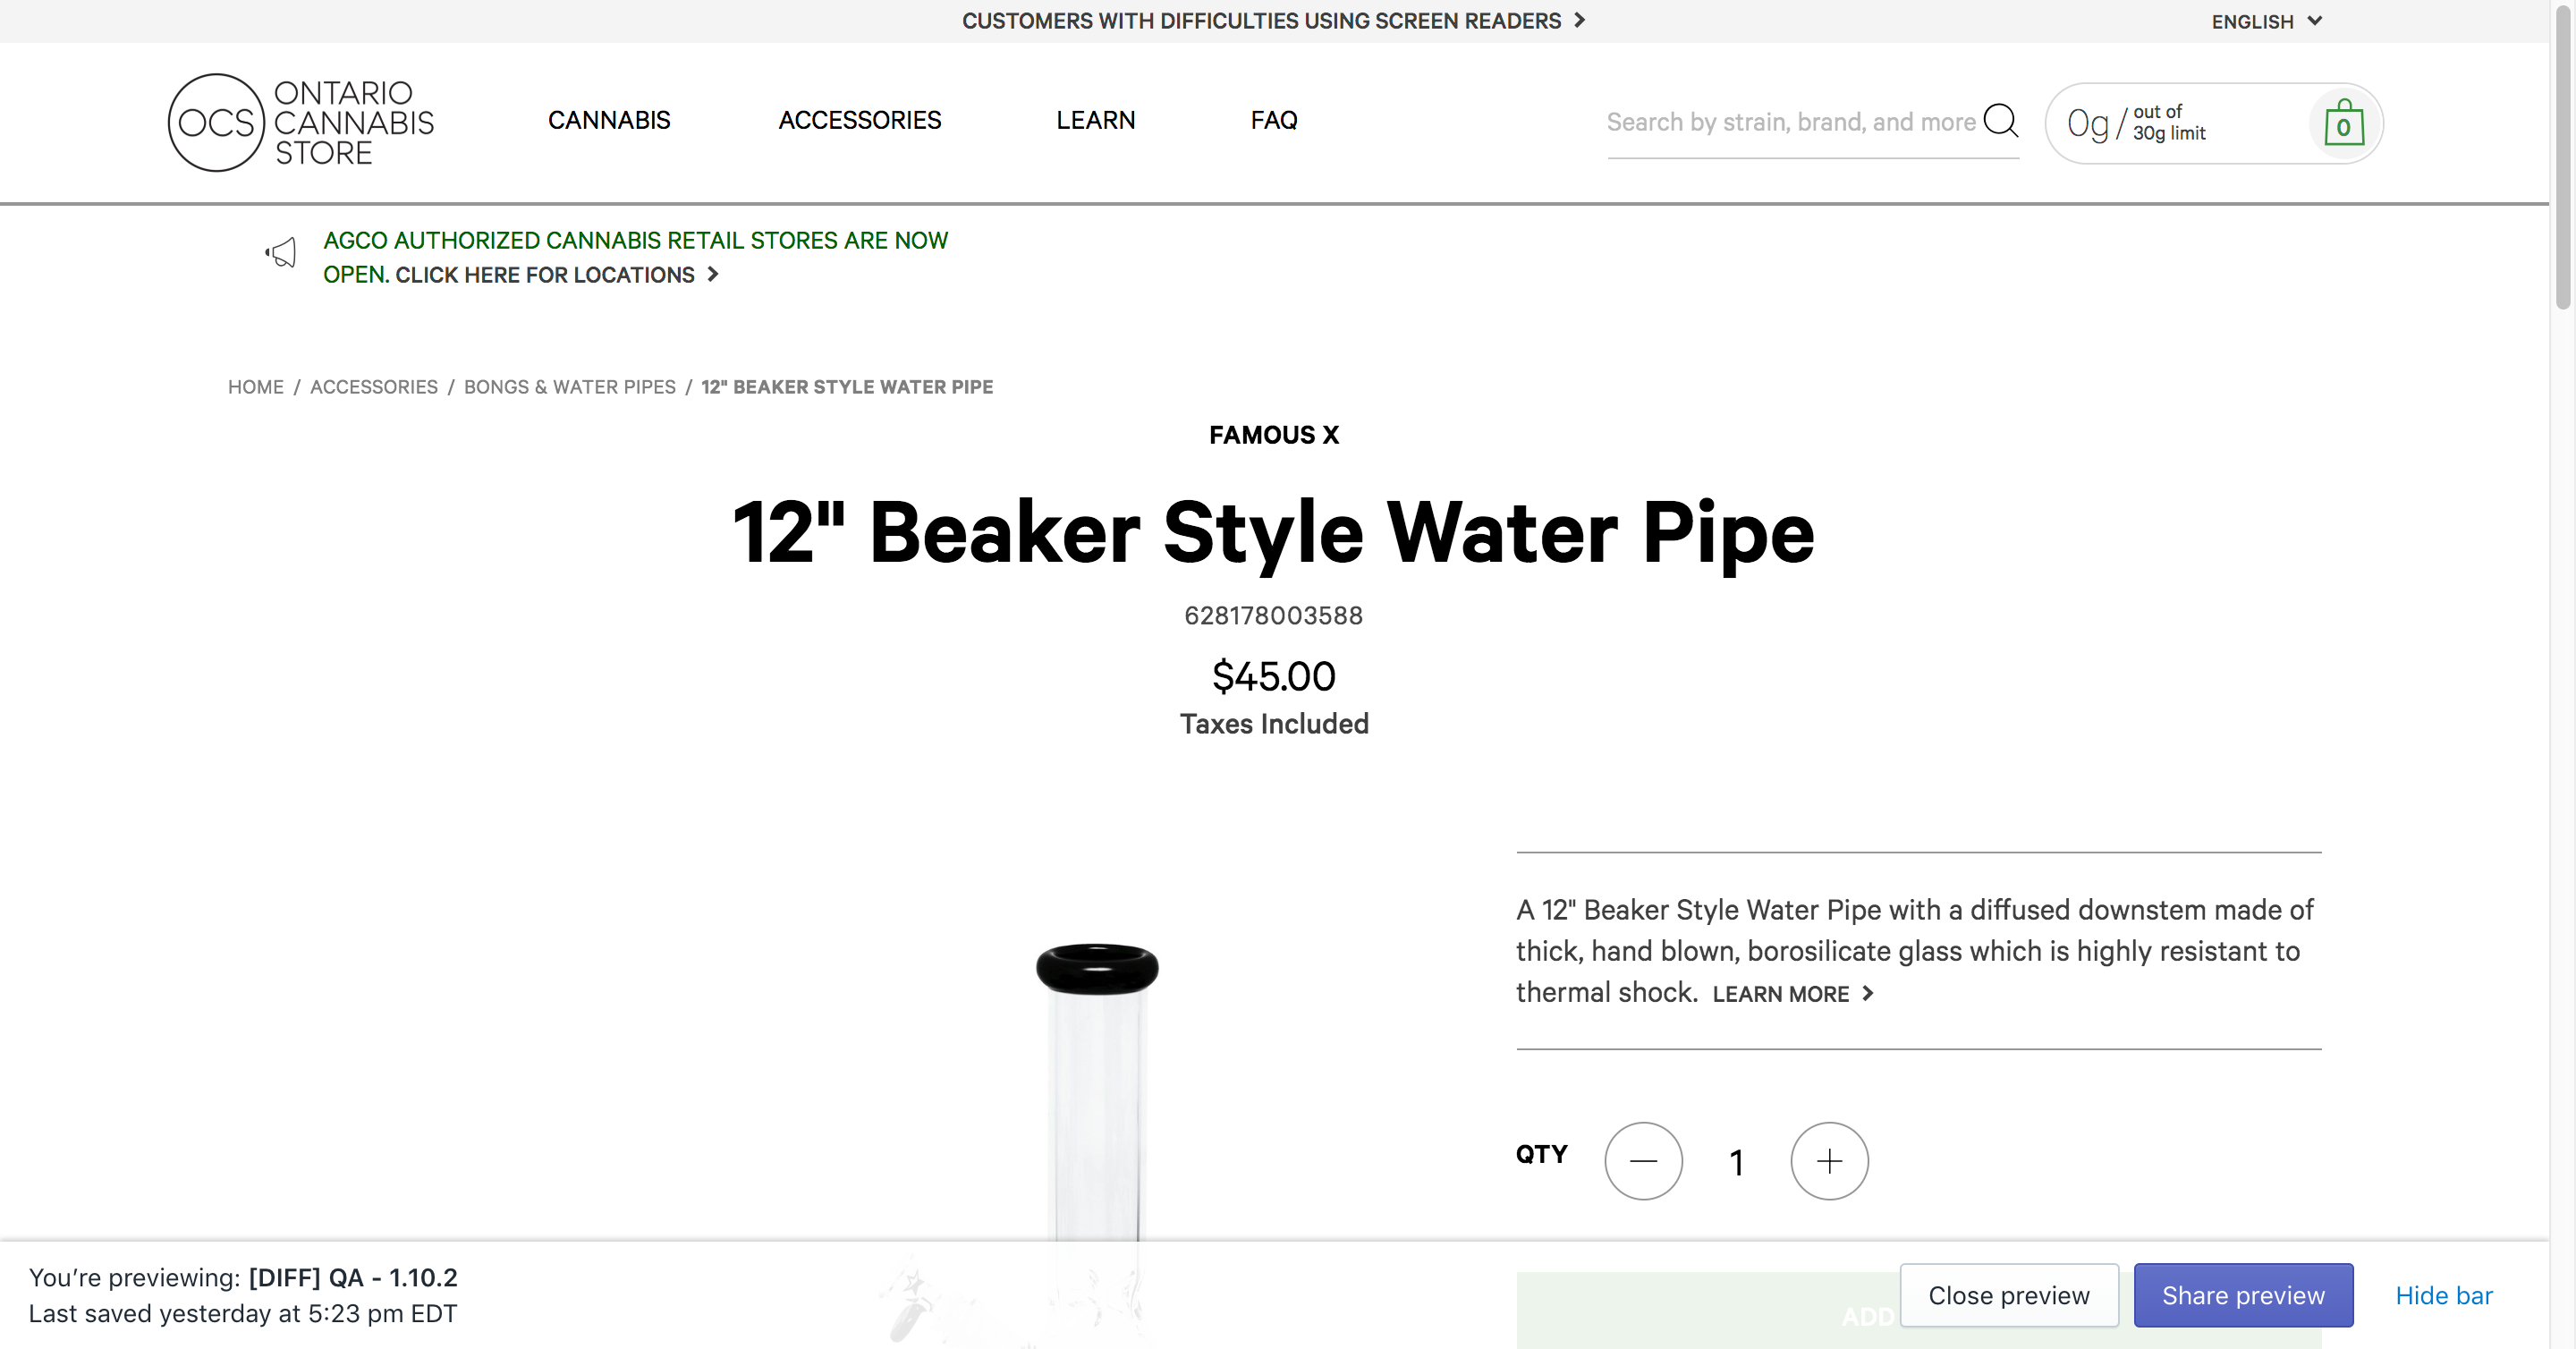 CUSTOMERS WITH DIFFICULTIES USING SCREEN READERS
ENGLISH
OCS
ONTARIO
CANNABIS
STORE
CANNABIS
ACCESSORIES
LEARN
FAQ
Search by strain, brand, and more
0g / out of
30g limit
0
AGCO AUTHORIZED CANNABIS RETAIL STORES ARE NOW
OPEN. CLICK HERE FOR LOCATIONS
HOME / ACCESSORIES / BONGS & WATER PIPES / 12" BEAKER STYLE WATER PIPE
FAMOUS X
12" Beaker Style Water Pipe
628178003588
$45.00
Taxes Included
A 12" Beaker Style Water Pipe with a diffused downstem made of
thick, hand blown, borosilicate glass which is highly resistant to
thermal shock. LEARN MORE
QTY
1
You’re previewing: [DIFF] QA - 1.10.2
Last saved yesterday at 5:23 pm EDT
ADD
Close preview
Share preview
Hide bar